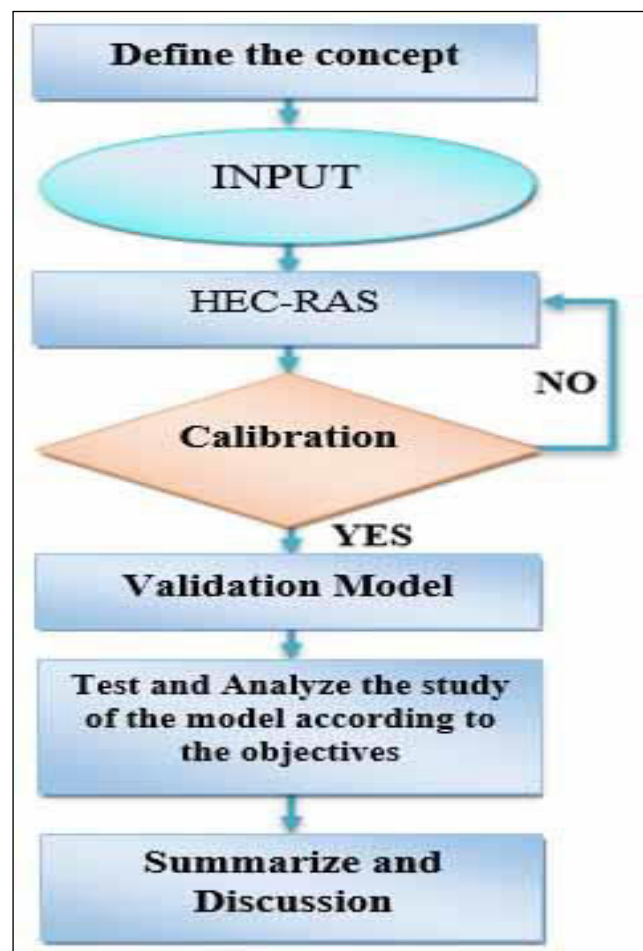 Define the concept
INPUT
HEC-RAS
NO
Calibration
YES
Validation Model
Test and Analyze the study
of the model according to
the objectives
Summarize and
Discussion